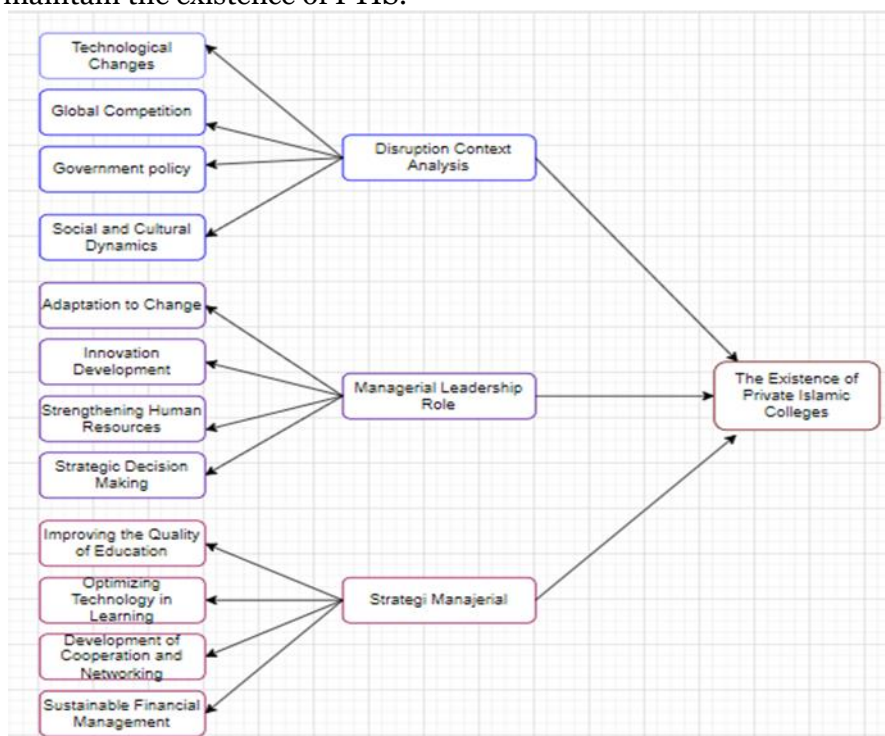 maintain the existence of PTIS.
Technological
Changes
Global Competition
Government policy
Social and Cultural
Dynamics
Disruption Context
Analysis
Adaptation to Change
Innovation
Development
Strengthening Human
Resources
Strategic Decision
Making
Managerial Leadership
Role
The Existence of
Private Islamic
Colleges
Improving the Quality
of Education
Optimizing
Technology in
Learning
Development of
Cooperation and
Networking
Sustainable Financial
Management
Strategi Manajerial